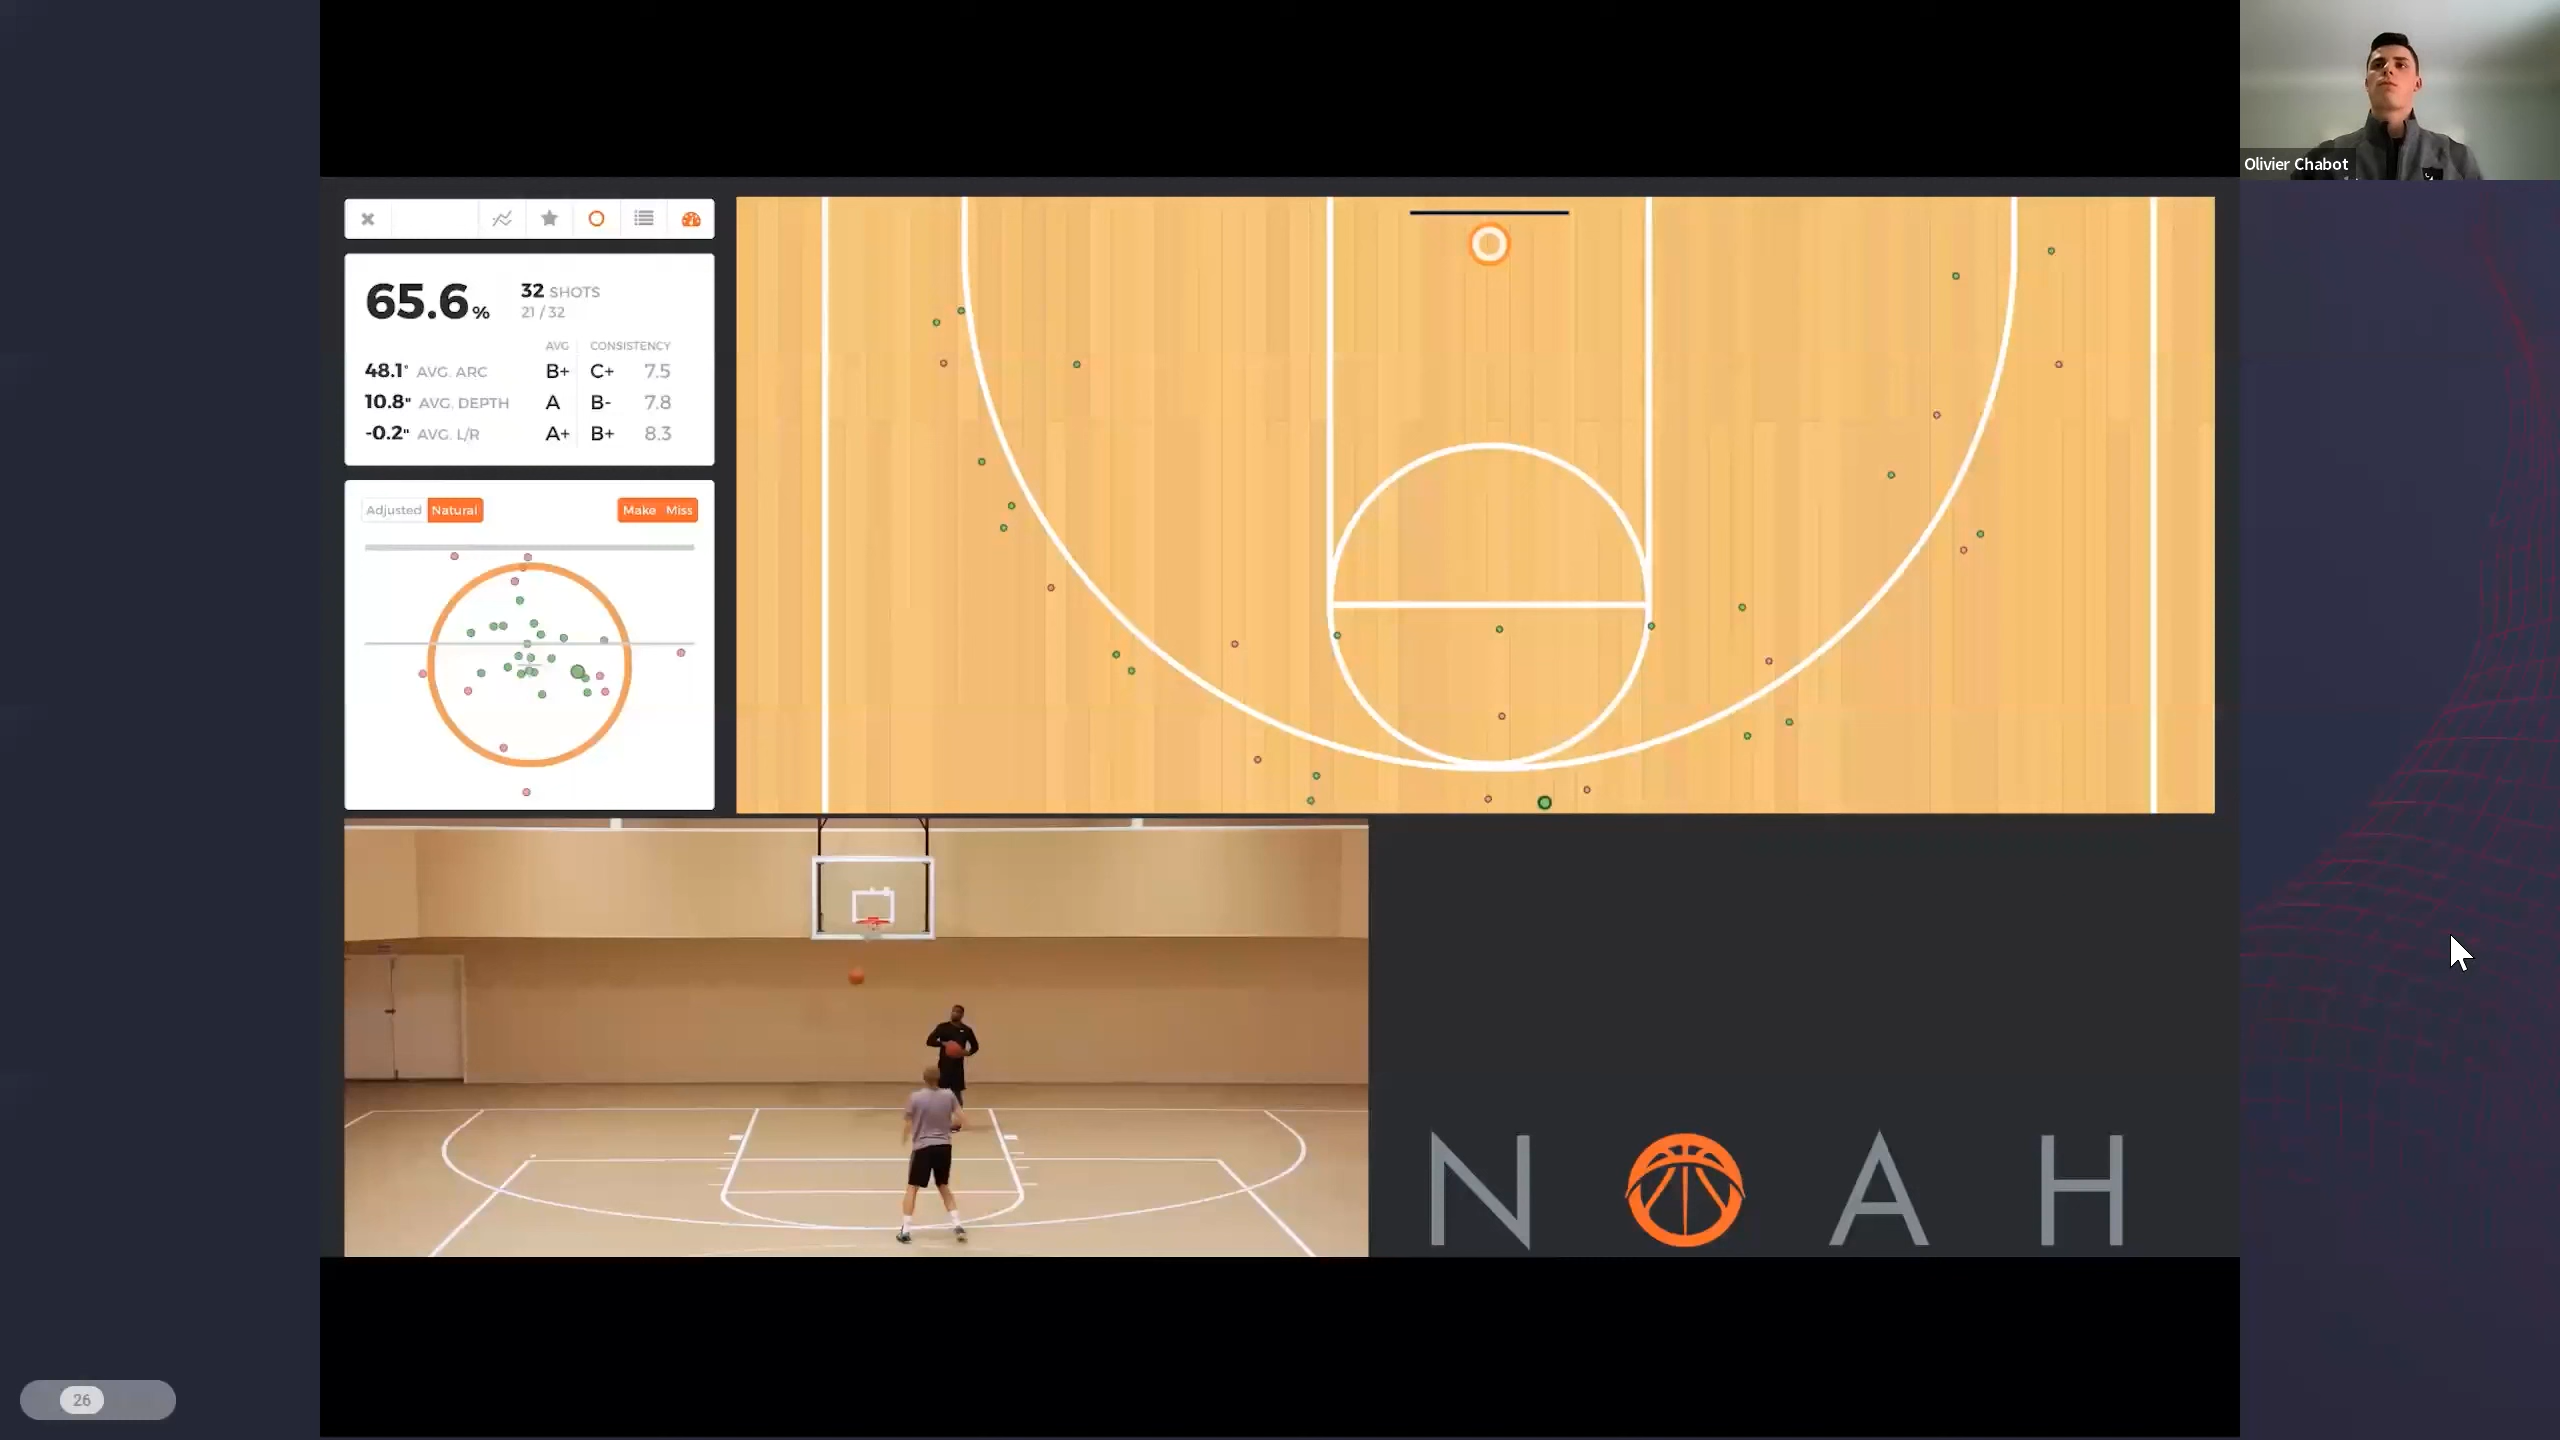 Olivier Chabot
65.6%
32 SHOTS
21 / 32
AVG CONSISTENCY
48.1° AVG. ARC B+ C+ 7.5
10.8" AVG. DEPTH A B- 7.8
-0.2" AVG. L/R A+ B+ 8.3
Adjusted Natural Make Miss
N O A H
26